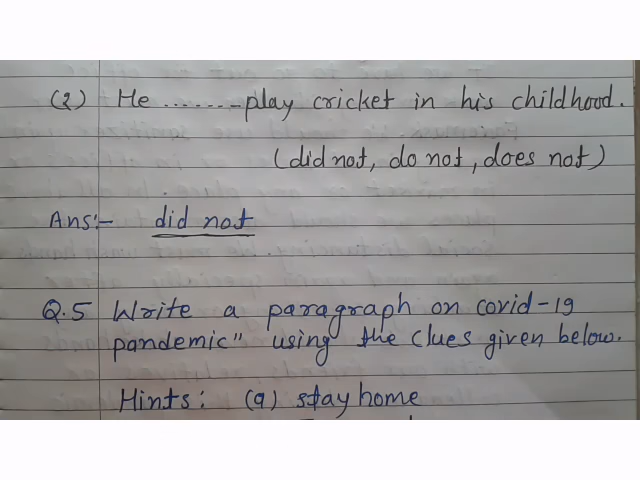 (2) He ........play cricket in his childhood.
(did not, do not, does not)
Ans:- did not
Q.5 Write a paragraph on covid-19
pandemic" using the clues given below.
Hints: (a) stay home